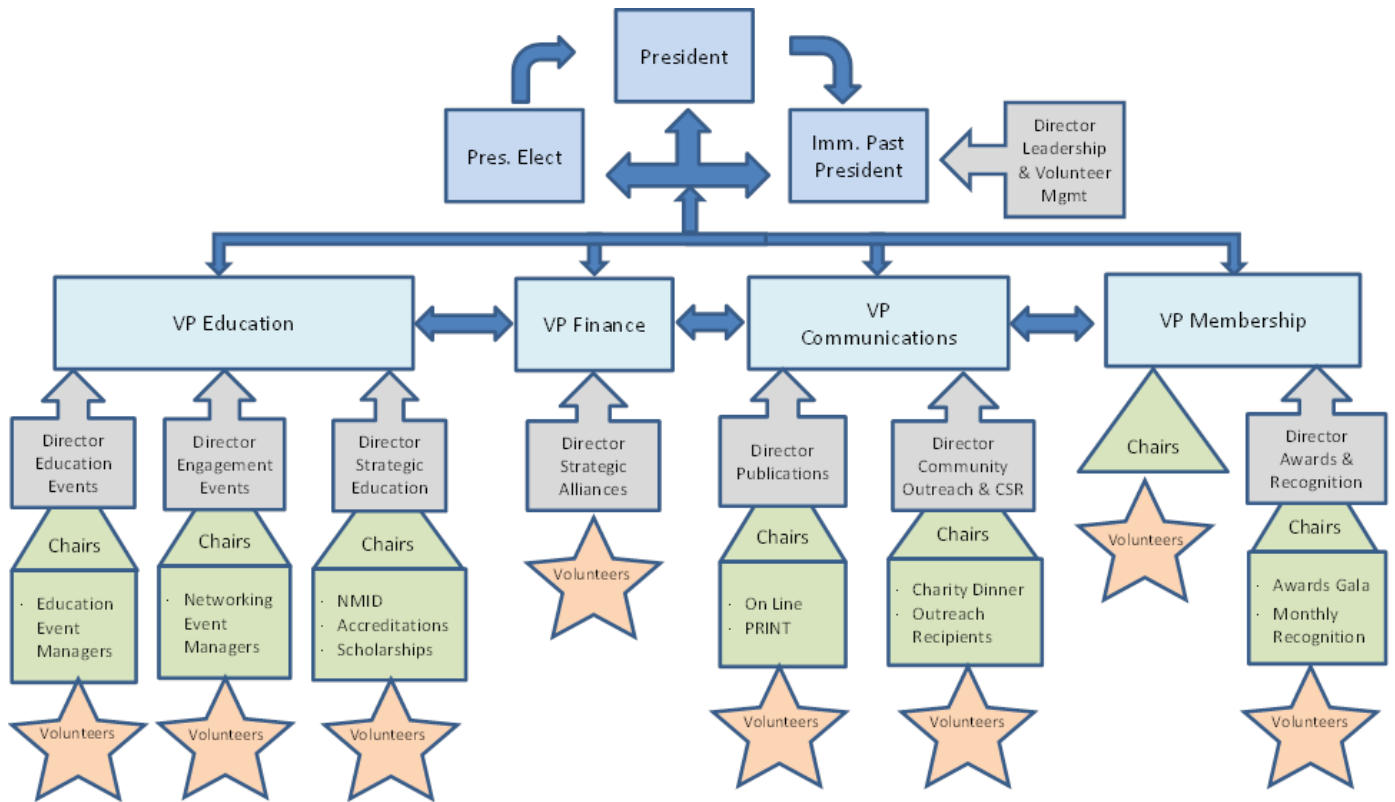 President
Pres. Elect
Imm. Past
President
Director
Leadership
& Volunteer
Mgmt
VP Education
VP Finance
VP
Communications
VP Membership
Director
Education
Events
Director
Engagement
Events
Director
Strategic
Education
Director
Strategic
Alliances
Director
Publications
Director
Community
Outreach & CSR
Chairs
Director
Awards &
Recognition
Chairs
Chairs
Chairs
Volunteers
Chairs
Chairs
Volunteers
Chairs
· Education
Event
Managers
· Networking
Event
Managers
· NMID
· Accreditations
· Scholarships
· On Line
· PRINT
· Charity Dinner
· Outreach
Recipients
· Awards Gala
· Monthly
Recognition
Volunteers
Volunteers
Volunteers
Volunteers
Volunteers
Volunteers